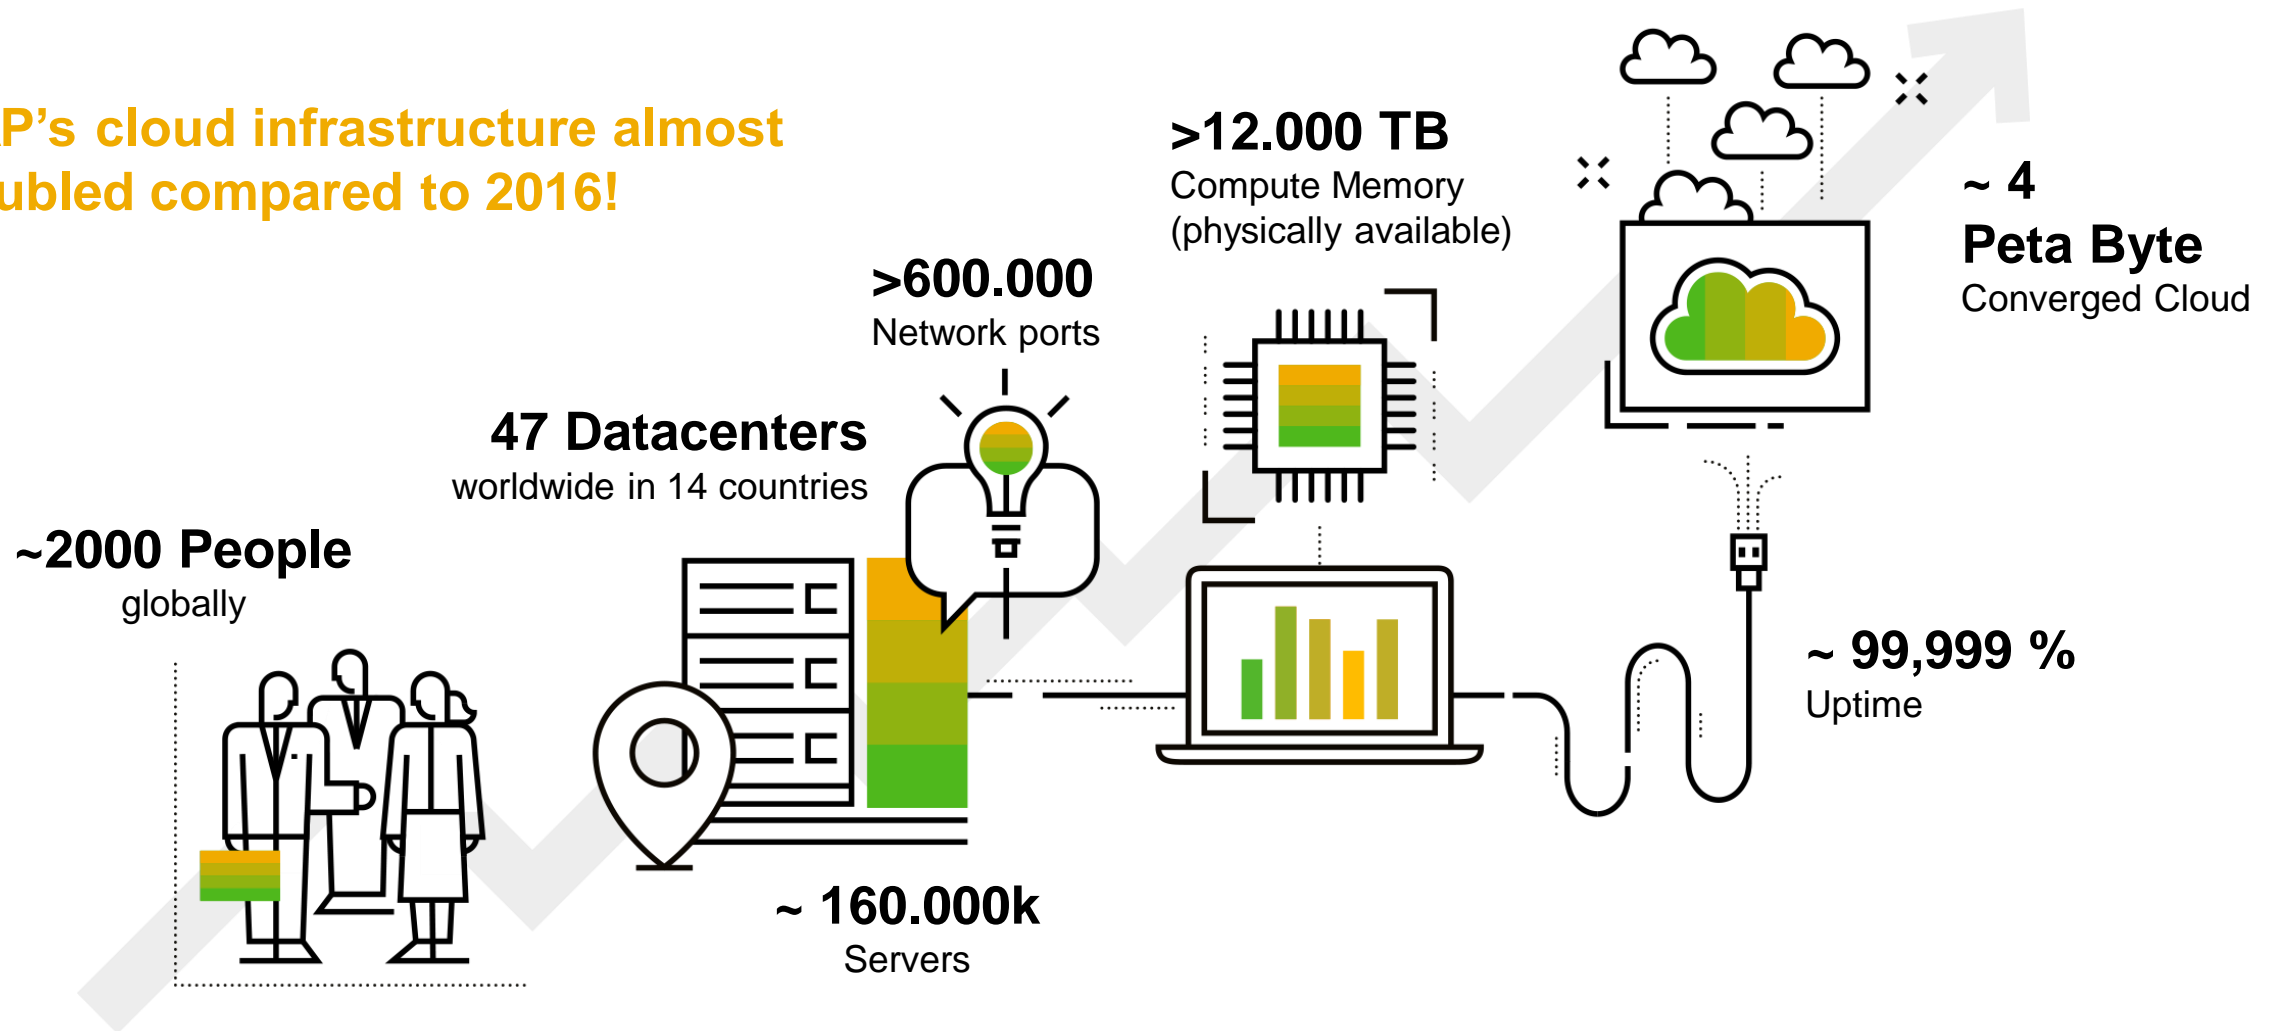 P's cloud infrastructure almost
ubled compared to 2016!
>12.000 TB
Compute Memory
(physically available)
~ 4
Peta Byte
Converged Cloud
>600.000
Network ports
47 Datacenters
worldwide in 14 countries
~2000 People
globally
~ 99,999 %
Uptime
~ 160.000k
Servers